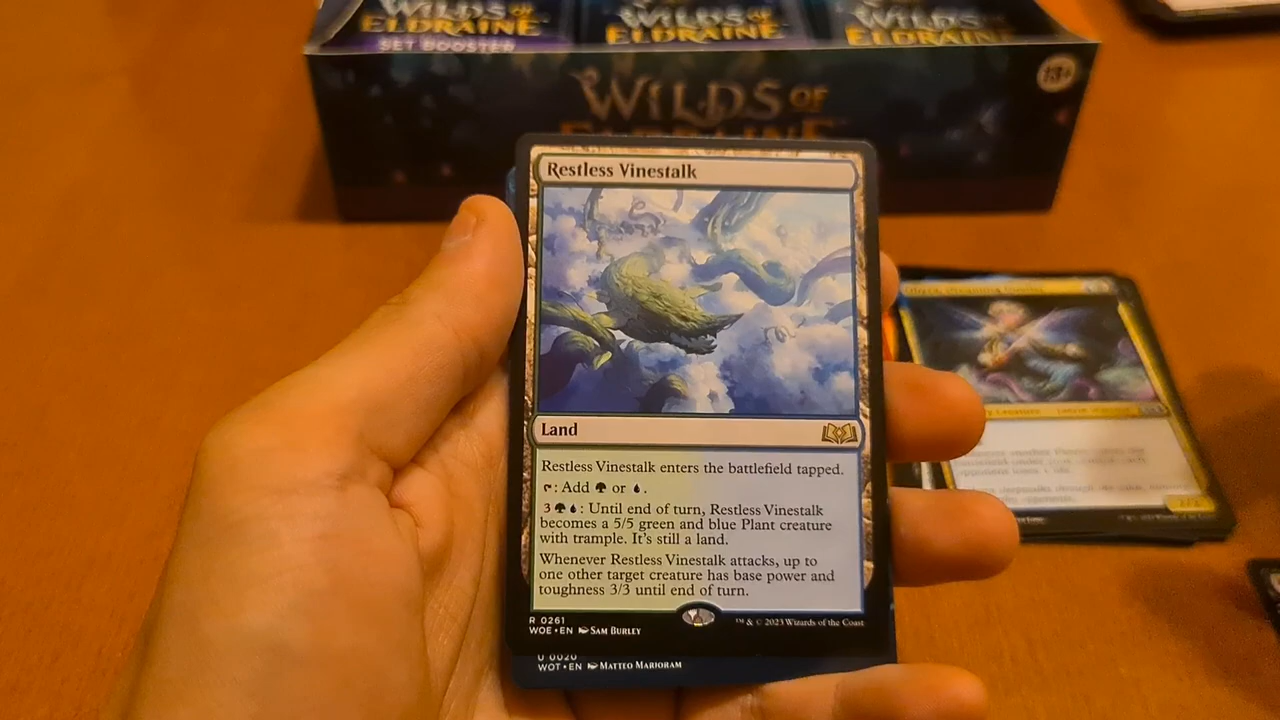 WILDS OF
ELDRAINE
SET BOOSTER
WILDS OF
ELDRAINE
WILDS OF
ELDRAINE
13+
WILDS OF
ELDRAINE
Restless Vinestalk
Land
Restless Vinestalk enters the battlefield tapped.
: Add or .
3 : Until end of turn, Restless Vinestalk
becomes a 5/5 green and blue Plant creature
with trample. It's still a land.
Whenever Restless Vinestalk attacks, up to
one other target creature has base power and
toughness 3/3 until end of turn.
R 0261
WOE • EN SAM BURLEY
™ & © 2023 Wizards of the Coast
U 0020
WOT • EN MATTEO MARJORAM